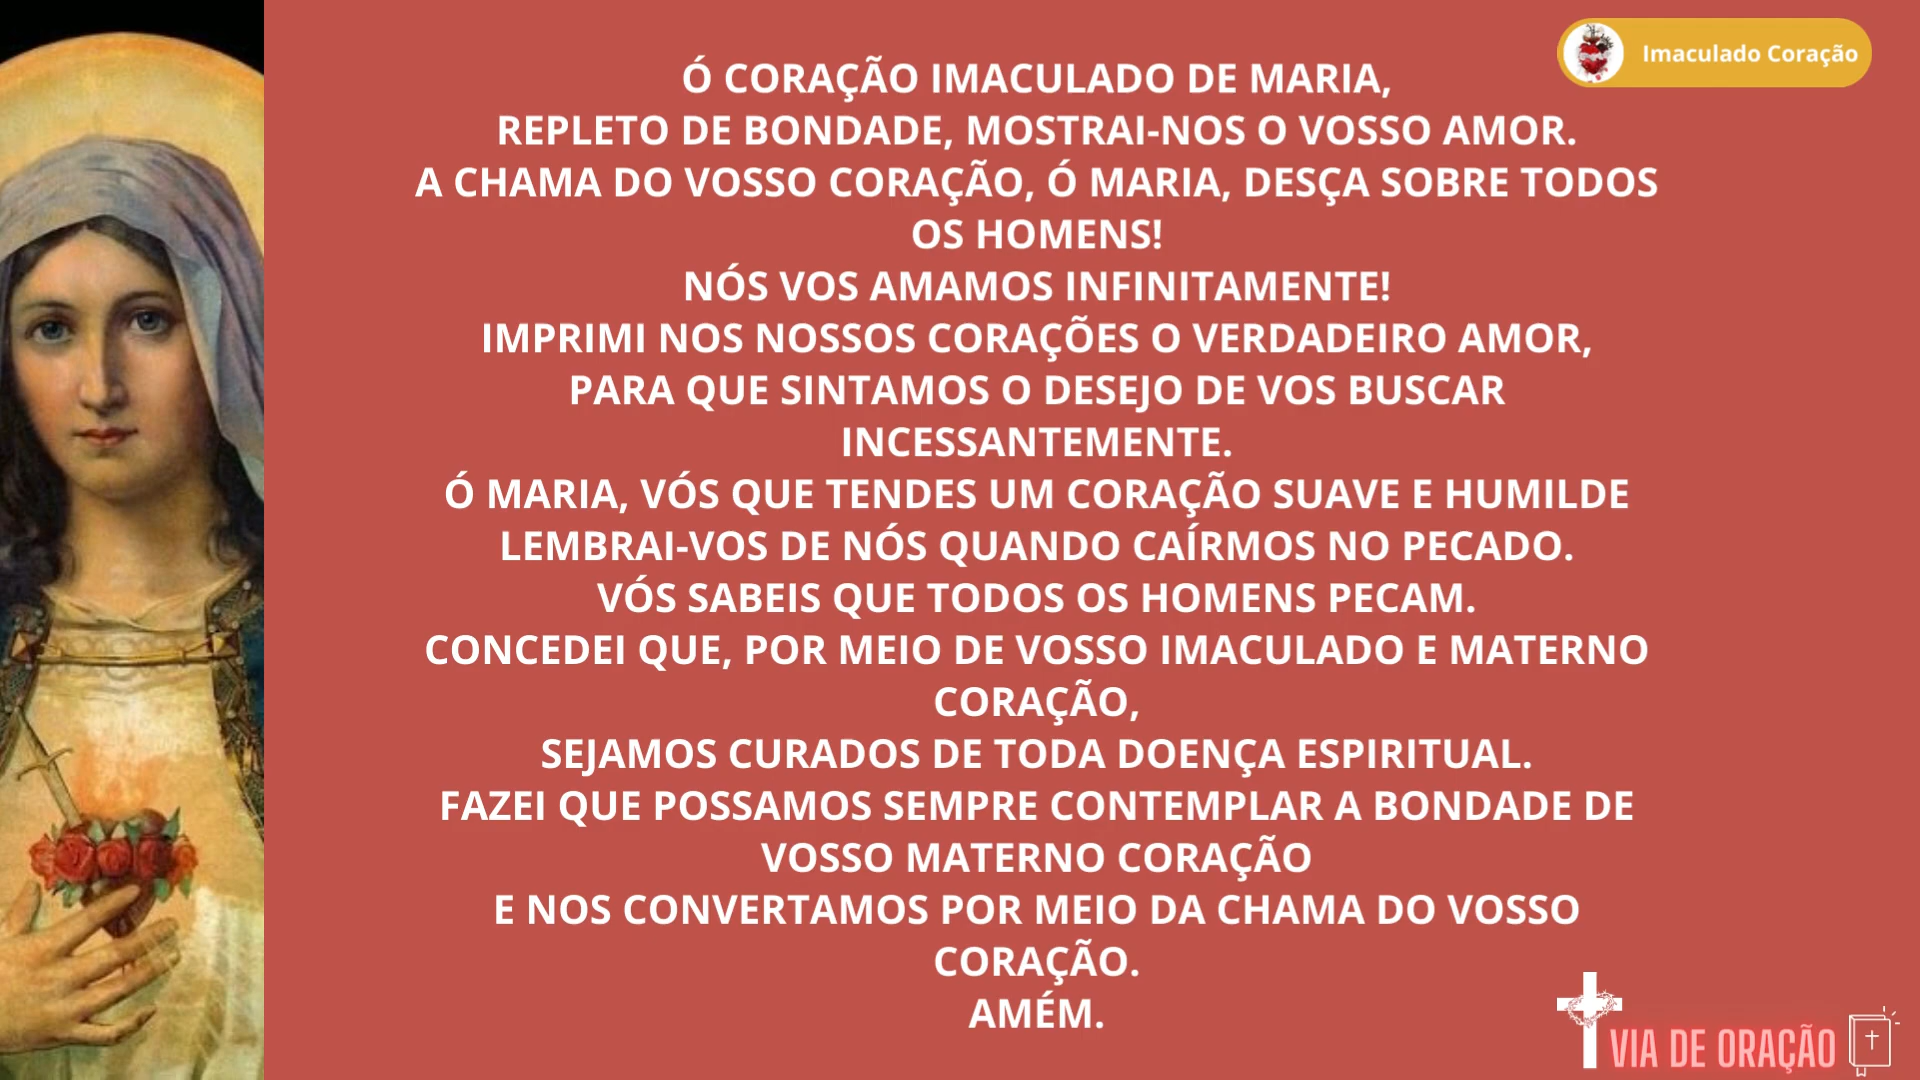 Imaculado Coração
Ó CORAÇÃO IMACULADO DE MARIA,
REPLETO DE BONDADE, MOSTRAI-NOS O VOSSO AMOR.
A CHAMA DO VOSSO CORAÇÃO, Ó MARIA, DESÇA SOBRE TODOS
OS HOMENS!
NÓS VOS AMAMOS INFINITAMENTE!
IMPRIMI NOS NOSSOS CORAÇÕES O VERDADEIRO AMOR,
PARA QUE SINTAMOS O DESEJO DE VOS BUSCAR
INCESSANTEMENTE.
Ó MARIA, VÓS QUE TENDES UM CORAÇÃO SUAVE E HUMILDE
LEMBRAI-VOS DE NÓS QUANDO CAÍRMOS NO PECADO.
VÓS SABEIS QUE TODOS OS HOMENS PECAM.
CONCEDEI QUE, POR MEIO DE VOSSO IMACULADO E MATERNO
CORAÇÃO,
SEJAMOS CURADOS DE TODA DOENÇA ESPIRITUAL.
FAZEI QUE POSSAMOS SEMPRE CONTEMPLAR A BONDADE DE
VOSSO MATERNO CORAÇÃO
E NOS CONVERTAMOS POR MEIO DA CHAMA DO VOSSO
CORAÇÃO.
AMÉM.
VIA DE ORAÇÃO